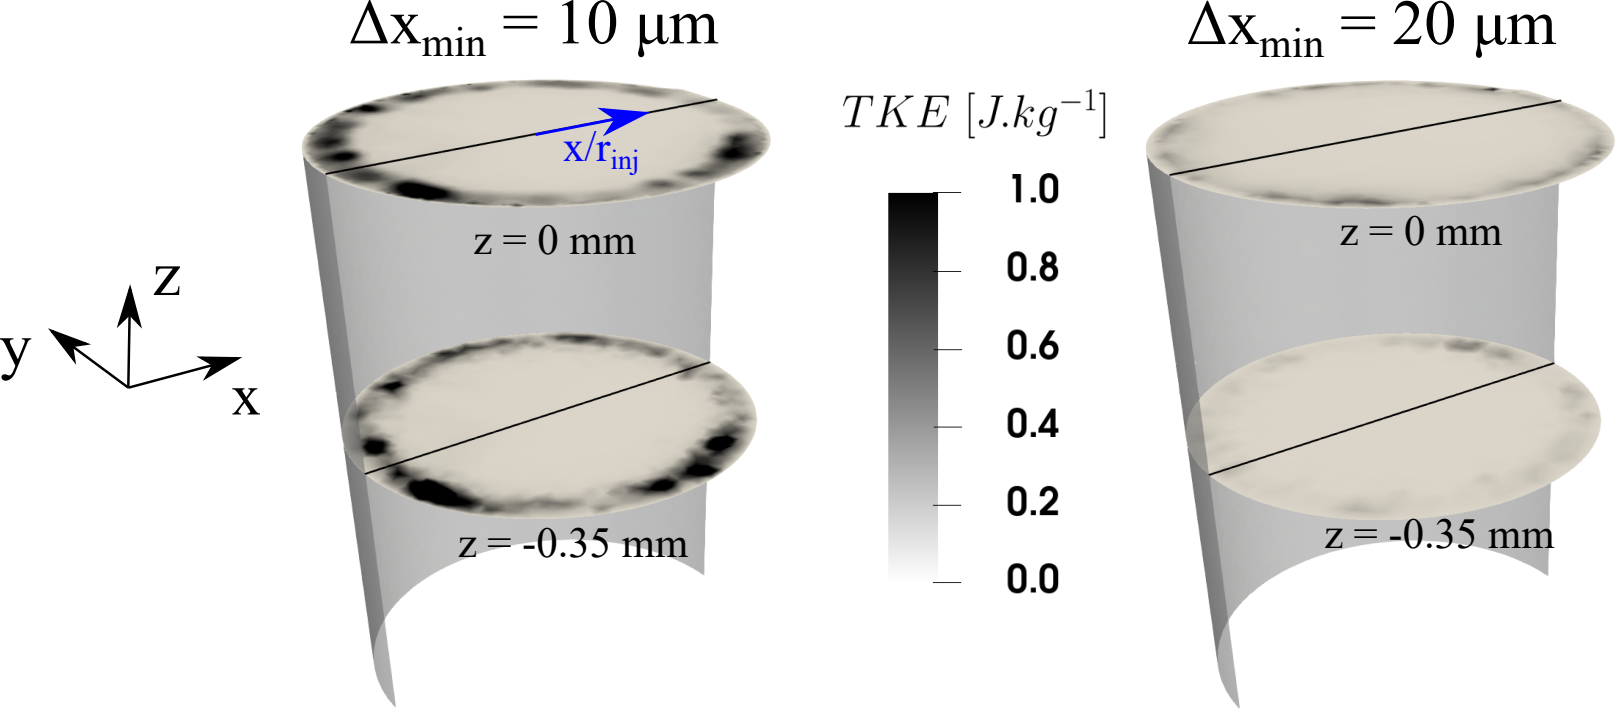 Δx_min = 10 μm
Δx_min = 20 μm
x/r_inj
TKE [J.kg⁻¹]
1.0
0.8
0.6
0.4
0.2
0.0
z = 0 mm
z = 0 mm
z
y
x
z = -0.35 mm
z = -0.35 mm